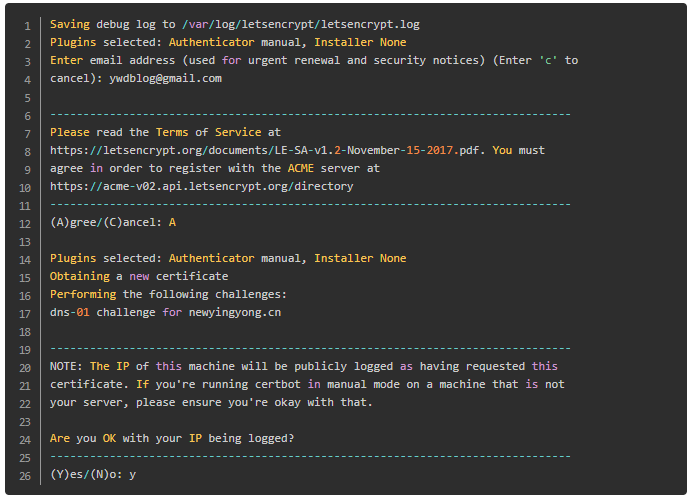 1 Saving debug log to /var/log/letsencrypt/letsencrypt.log
2 Plugins selected: Authenticator manual, Installer None
3 Enter email address (used for urgent renewal and security notices) (Enter 'c' to
4 cancel): ywdblog@gmail.com
5
6 -------------------------------------------------------------------------------
7 Please read the Terms of Service at
8 https://letsencrypt.org/documents/LE-SA-v1.2-November-15-2017.pdf. You must
9 agree in order to register with the ACME server at
10 https://acme-v02.api.letsencrypt.org/directory
11 -------------------------------------------------------------------------------
12 (A)gree/(C)ancel: A
13
14 Plugins selected: Authenticator manual, Installer None
15 Obtaining a new certificate
16 Performing the following challenges:
17 dns-01 challenge for newyingyong.cn
18
19 -------------------------------------------------------------------------------
20 NOTE: The IP of this machine will be publicly logged as having requested this
21 certificate. If you're running certbot in manual mode on a machine that is not
22 your server, please ensure you're okay with that.
23
24 Are you OK with your IP being logged?
25 -------------------------------------------------------------------------------
26 (Y)es/(N)o: y